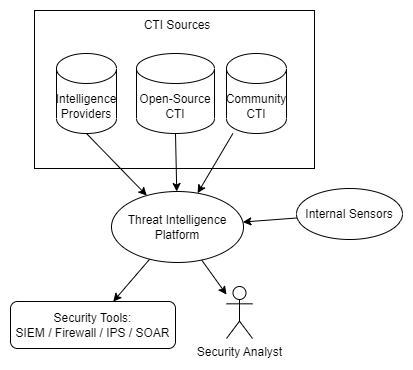 CTI Sources
Intelligence
Providers
Open-Source
CTI
Community
CTI
Threat Intelligence
Platform
Internal Sensors
Security Tools:
SIEM / Firewall / IPS / SOAR
Security Analyst